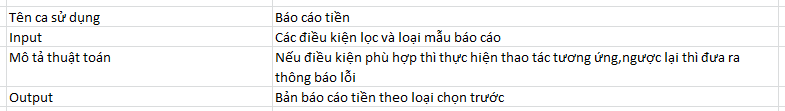 Tên ca sử dụng Báo cáo tiền
Input Các điều kiện lọc và loại mẫu báo cáo
Mô tả thuật toán Nếu điều kiện phù hợp thì thực hiện thao tác tương ứng,ngược lại thì đưa ra
thông báo lỗi
Output Bản báo cáo tiền theo loại chọn trước